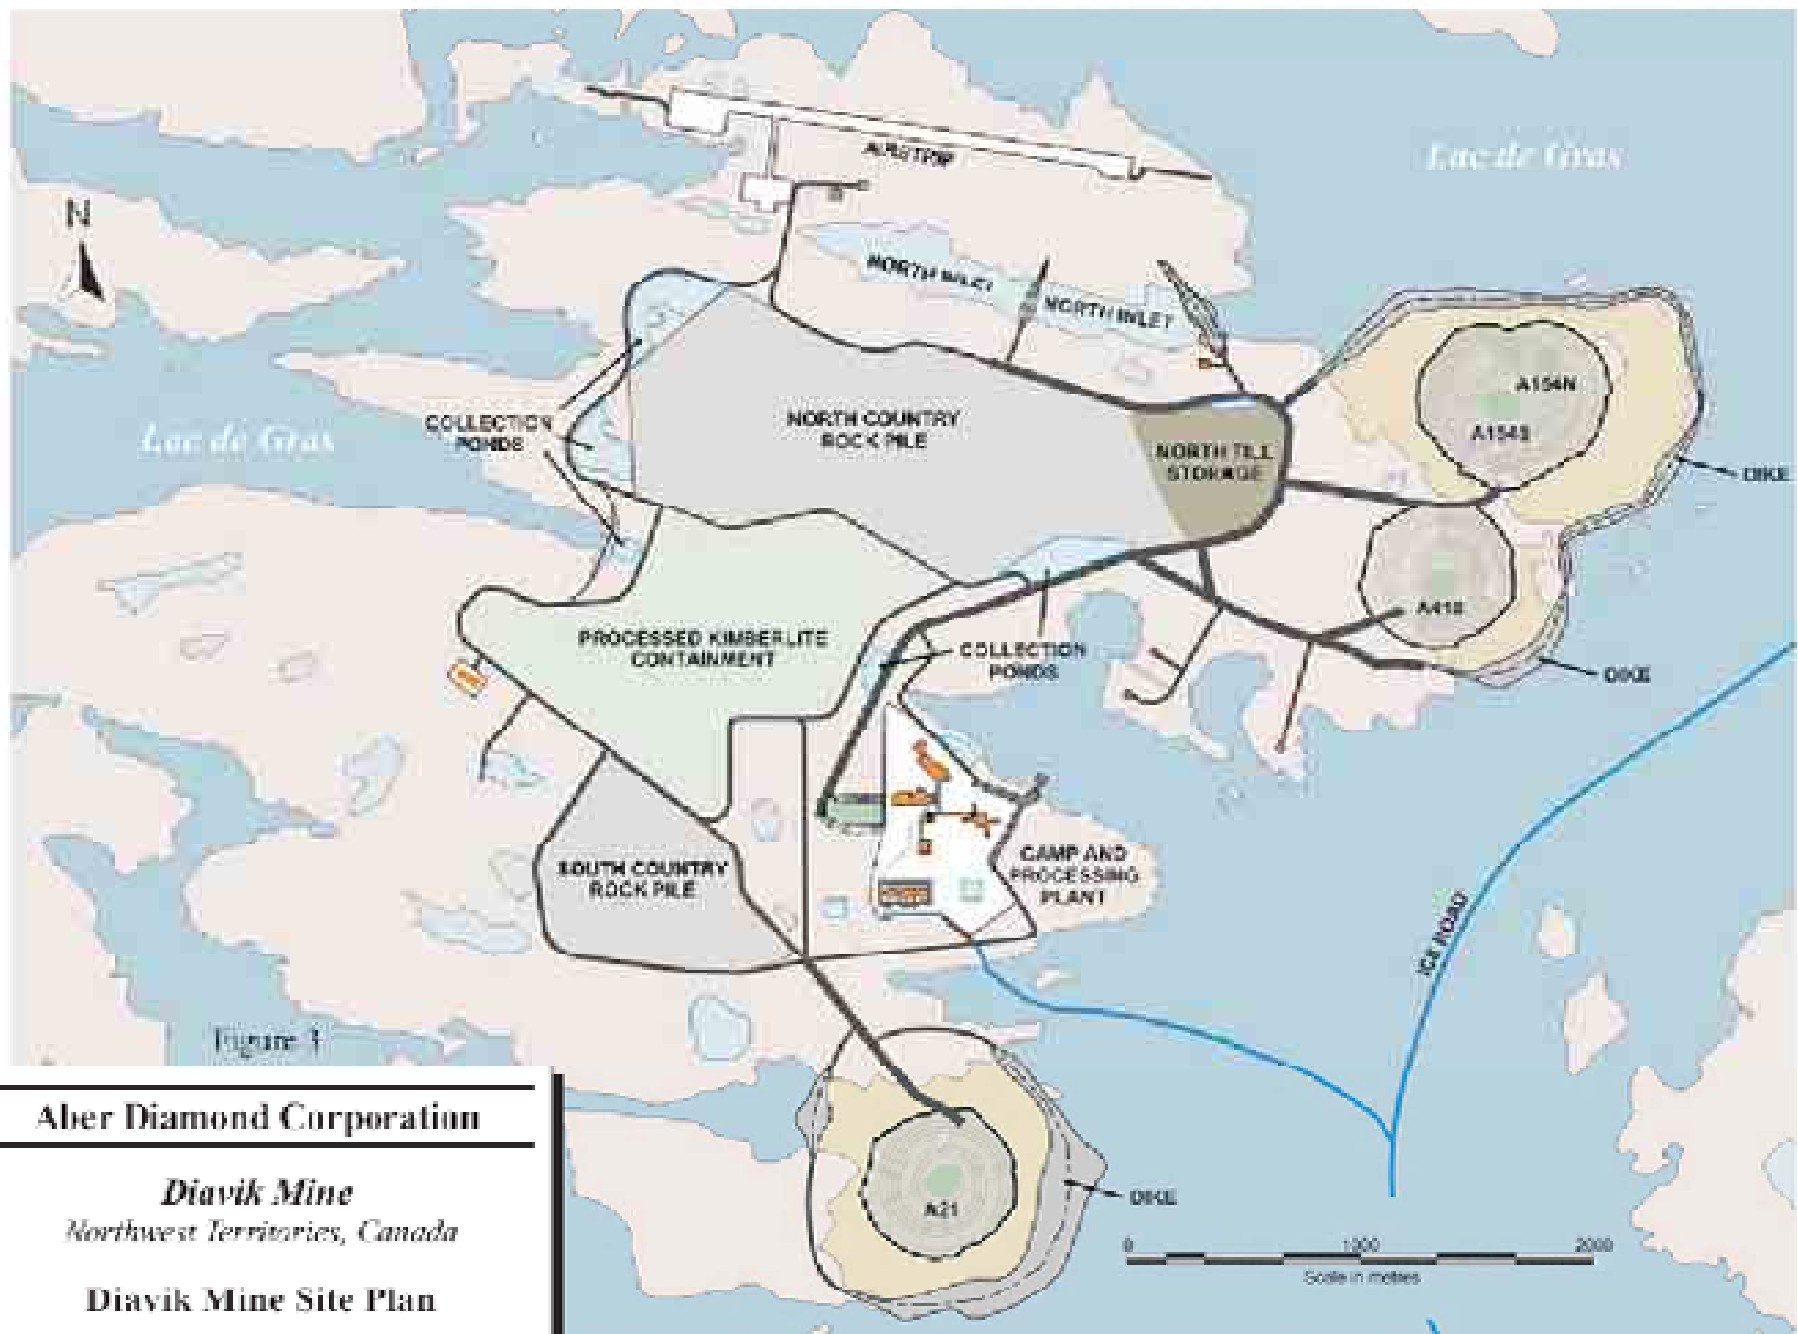 AIRSTRIP
Lac de Gras
N
NORTH INLET
NORTH INLET
A154N
A154S
COLLECTION
PONDS
NORTH COUNTRY
ROCK PILE
NORTH TILL
STORAGE
DIKE
Lac de Gras
A418
PROCESSED KIMBERLITE
CONTAINMENT
COLLECTION
PONDS
DIKE
SOUTH COUNTRY
ROCK PILE
CAMP AND
PROCESSING
PLANT
ICE ROAD
Figure 3
Aber Diamond Corporation
Diavik Mine
Northwest Territories, Canada
Diavik Mine Site Plan
A21
DIKE
0 1000 2000
Scale in metres